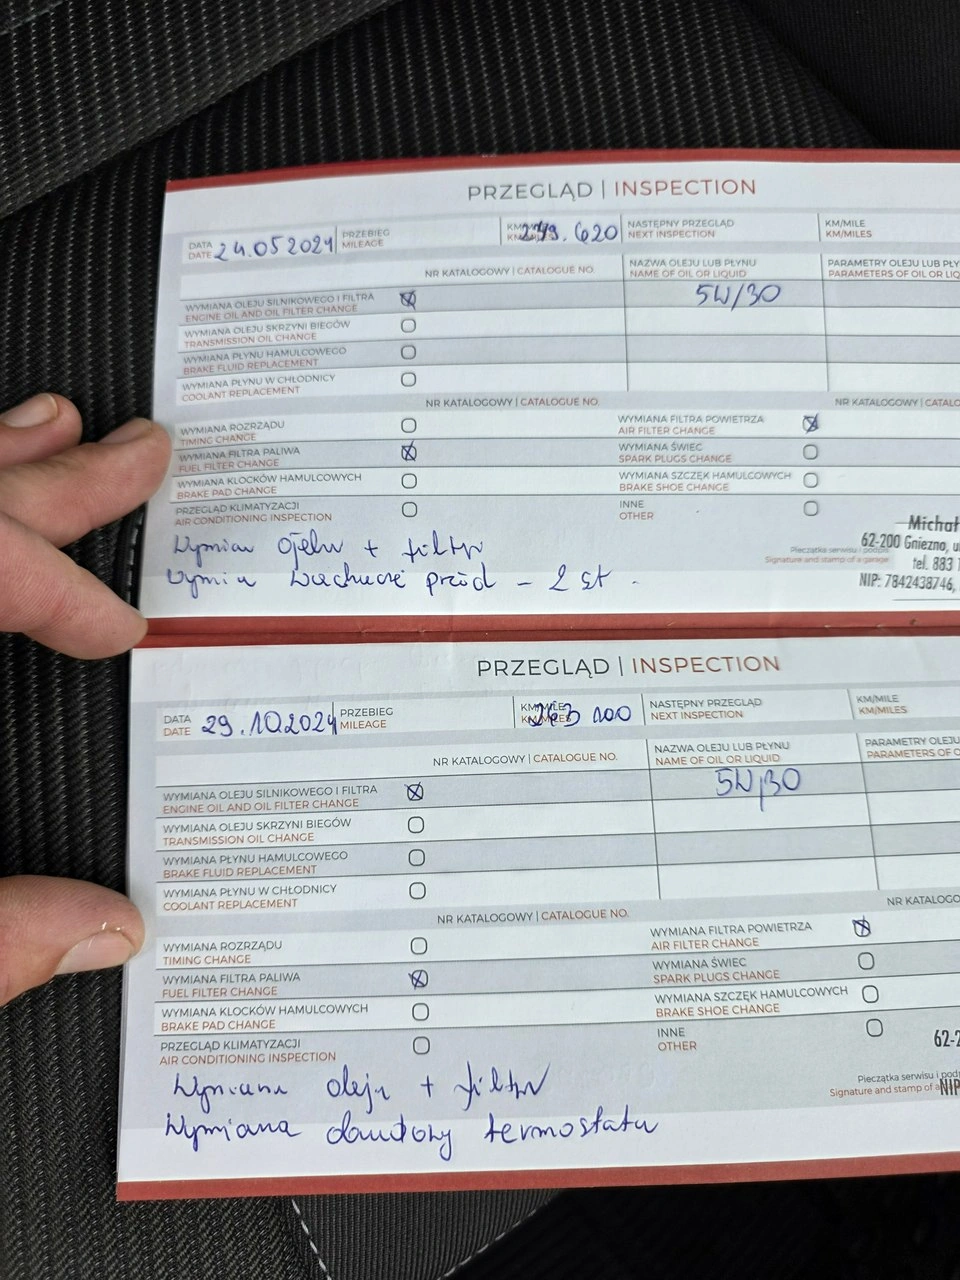 PRZEGLĄD | INSPECTION
DATA
DATE 24.05 2024
PRZEBIEG
MILEAGE
NASTĘPNY PRZEGLĄD
NEXT INSPECTION
KM/MILE
KM/MILES
NR KATALOGOWY | CATALOGUE NO.
NAZWA OLEJU LUB PŁYNU
NAME OF OIL OR LIQUID
PARAMETRY OLEJU LUB
PARAMETERS OF OIL OR
WYMIANA OLEJU SILNIKOWEGO I FILTRA
ENGINE OIL AND OIL FILTER CHANGE
5W/30
WYMIANA OLEJU SKRZYNI BIEGÓW
TRANSMISSION OIL CHANGE
WYMIANA PŁYNU HAMULCOWEGO
BRAKE FLUID REPLACEMENT
WYMIANA PŁYNU W CHŁODNICY
COOLANT REPLACEMENT
NR KATALOGOWY | CATALOGUE NO.
NR KATALOGOWY | CATALO
WYMIANA ROZRZĄDU
TIMING CHANGE
WYMIANA FILTRA POWIETRZA
AIR FILTER CHANGE
WYMIANA FILTRA PALIWA
FUEL FILTER CHANGE
WYMIANA ŚWIEC
SPARK PLUGS CHANGE
WYMIANA KLOCKÓW HAMULCOWYCH
BRAKE PAD CHANGE
WYMIANA SZCZĘK HAMULCOWYCH
BRAKE SHOE CHANGE
PRZEGLĄD KLIMATYZACJI
AIR CONDITIONING INSPECTION
INNE
OTHER
Michał
62-200 Gniezno, u
Pieczątka serwisu i podpis
Signature and stamp of a garage
tel. 883
NIP: 7842438746,
+ filtr
przód - 2 szt.
PRZEGLĄD | INSPECTION
DATA
DATE 29.10.2024
PRZEBIEG
MILEAGE
NASTĘPNY PRZEGLĄD
NEXT INSPECTION
KM/MILE
KM/MILES
NR KATALOGOWY | CATALOGUE NO.
NAZWA OLEJU LUB PŁYNU
NAME OF OIL OR LIQUID
PARAMETRY OLEJU
PARAMETERS OF
WYMIANA OLEJU SILNIKOWEGO I FILTRA
ENGINE OIL AND OIL FILTER CHANGE
5W/30
WYMIANA OLEJU SKRZYNI BIEGÓW
TRANSMISSION OIL CHANGE
WYMIANA PŁYNU HAMULCOWEGO
BRAKE FLUID REPLACEMENT
WYMIANA PŁYNU W CHŁODNICY
COOLANT REPLACEMENT
NR KATALOGOWY | CATALOGUE NO.
NR KATALOGO
WYMIANA ROZRZĄDU
TIMING CHANGE
WYMIANA FILTRA POWIETRZA
AIR FILTER CHANGE
WYMIANA FILTRA PALIWA
FUEL FILTER CHANGE
WYMIANA ŚWIEC
SPARK PLUGS CHANGE
WYMIANA KLOCKÓW HAMULCOWYCH
BRAKE PAD CHANGE
WYMIANA SZCZĘK HAMULCOWYCH
BRAKE SHOE CHANGE
PRZEGLĄD KLIMATYZACJI
AIR CONDITIONING INSPECTION
INNE
OTHER
62-2
Pieczątka serwisu i podp
Signature and stamp of a
NIP
Wymiana oleju + filtr
Wymiana obudowy termostatu